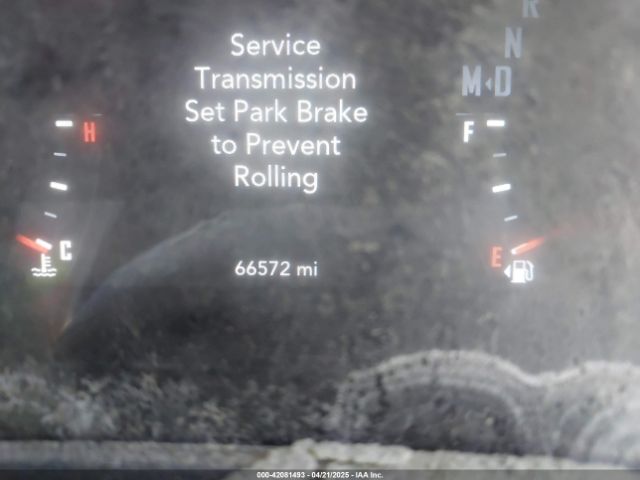 Service
Transmission
Set Park Brake
to Prevent
Rolling
R
N
M◂D
H
F
C
E
66572 mi
000-42081493 - 04/21/2025 - IAA Inc.